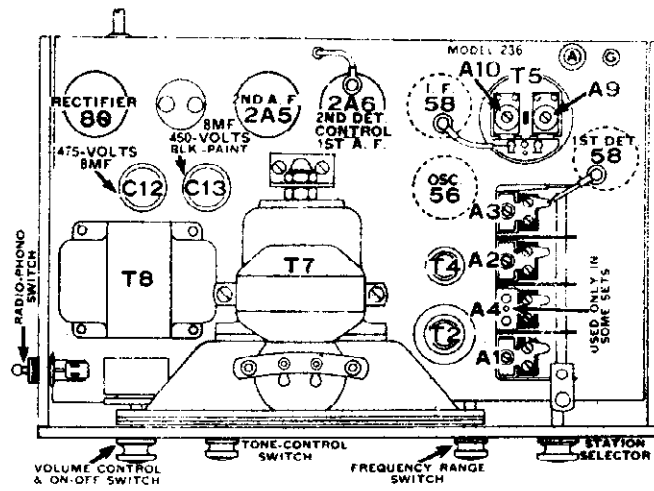 MODEL 236
A
G
A10
T5
A9
RECTIFIER
80
2ND A.F.
2A5
2A6
2ND DET.
CONTROL
1ST A.F.
I.F.
58
1ST DET.
58
8MF
450-VOLTS
BLK-PAINT
475-VOLTS
8MF
C12
C13
OSC
56
A3
T8
T7
T4
A2
A4
T2
A1
USED ONLY IN
SOME SETS
RADIO-PHONO
SWITCH
VOLUME CONTROL
& ON-OFF SWITCH
TONE-CONTROL
SWITCH
FREQUENCY RANGE
SWITCH
STATION
SELECTOR